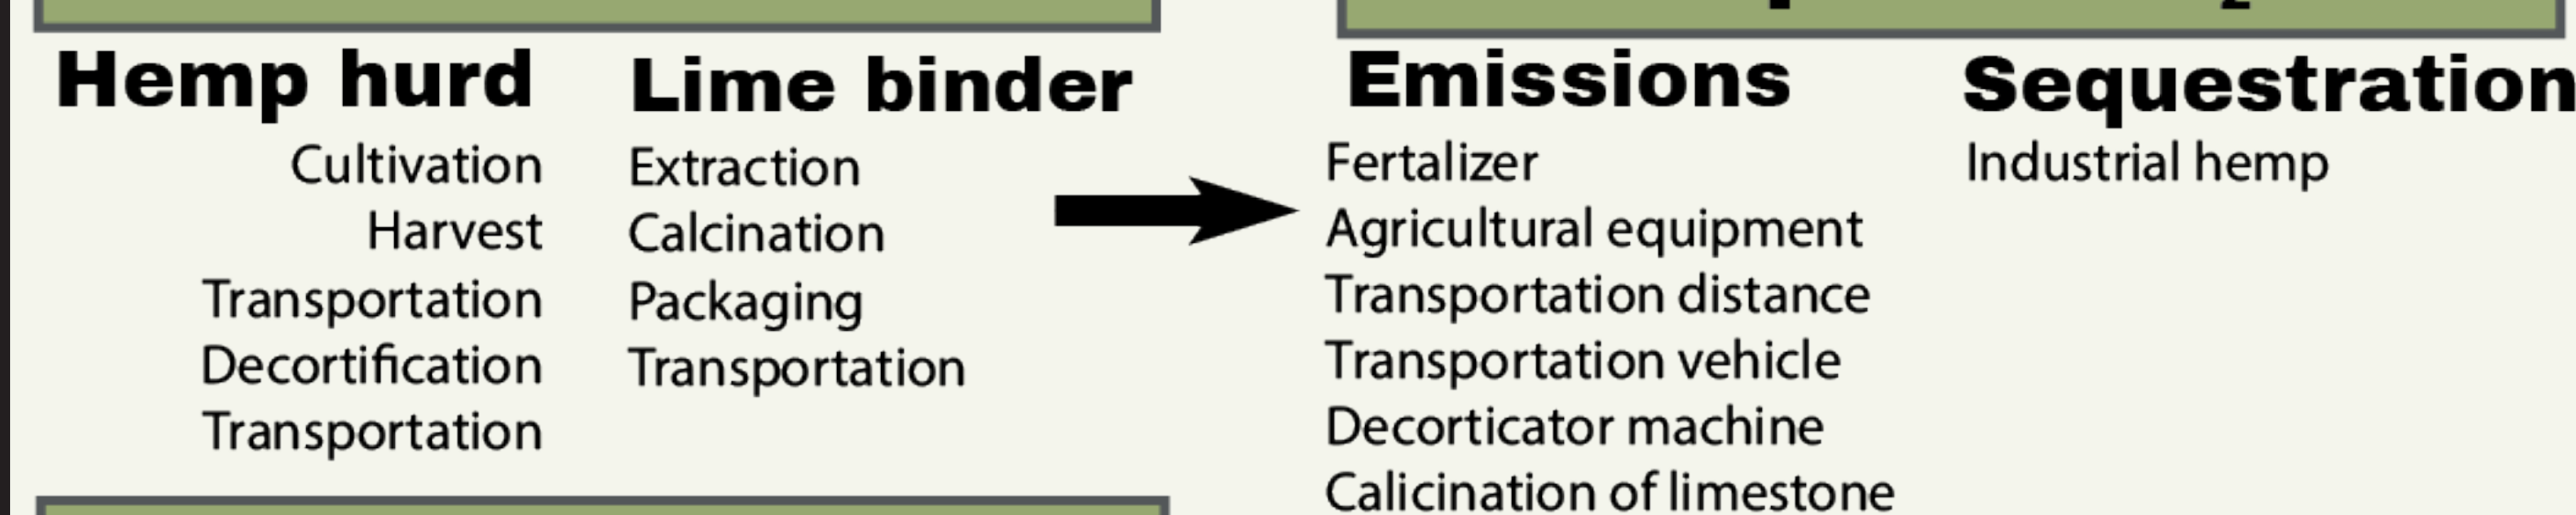 Hemp hurd
Cultivation
Harvest
Transportation
Decortification
Transportation
Lime binder
Extraction
Calcination
Packaging
Transportation
Emissions
Fertalizer
Agricultural equipment
Transportation distance
Transportation vehicle
Decorticator machine
Calicination of limestone
Sequestration
Industrial hemp